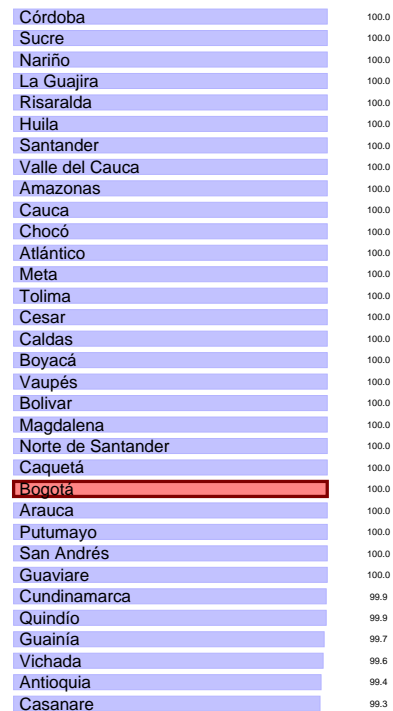 Córdoba 100.0
Sucre 100.0
Nariño 100.0
La Guajira 100.0
Risaralda 100.0
Huila 100.0
Santander 100.0
Valle del Cauca 100.0
Amazonas 100.0
Cauca 100.0
Chocó 100.0
Atlántico 100.0
Meta 100.0
Tolima 100.0
Cesar 100.0
Caldas 100.0
Boyacá 100.0
Vaupés 100.0
Bolivar 100.0
Magdalena 100.0
Norte de Santander 100.0
Caquetá 100.0
Bogotá 100.0
Arauca 100.0
Putumayo 100.0
San Andrés 100.0
Guaviare 100.0
Cundinamarca 99.9
Quindío 99.9
Guainía 99.7
Vichada 99.6
Antioquia 99.4
Casanare 99.3